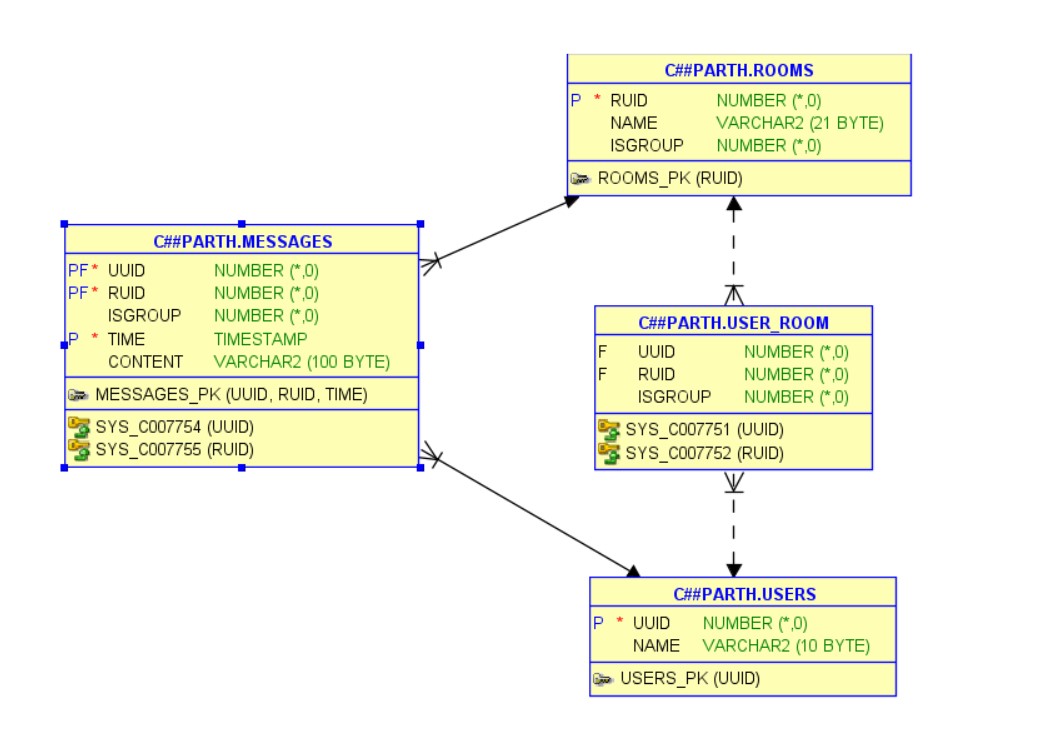 C##PARTH.ROOMS
P * RUID NUMBER (*,0)
NAME VARCHAR2 (21 BYTE)
ISGROUP NUMBER (*,0)
ROOMS_PK (RUID)
C##PARTH.MESSAGES
PF* UUID NUMBER (*,0)
PF* RUID NUMBER (*,0)
ISGROUP NUMBER (*,0)
P * TIME TIMESTAMP
CONTENT VARCHAR2 (100 BYTE)
MESSAGES_PK (UUID, RUID, TIME)
SYS_C007754 (UUID)
SYS_C007755 (RUID)
C##PARTH.USER_ROOM
F UUID NUMBER (*,0)
F RUID NUMBER (*,0)
ISGROUP NUMBER (*,0)
SYS_C007751 (UUID)
SYS_C007752 (RUID)
C##PARTH.USERS
P * UUID NUMBER (*,0)
NAME VARCHAR2 (10 BYTE)
USERS_PK (UUID)